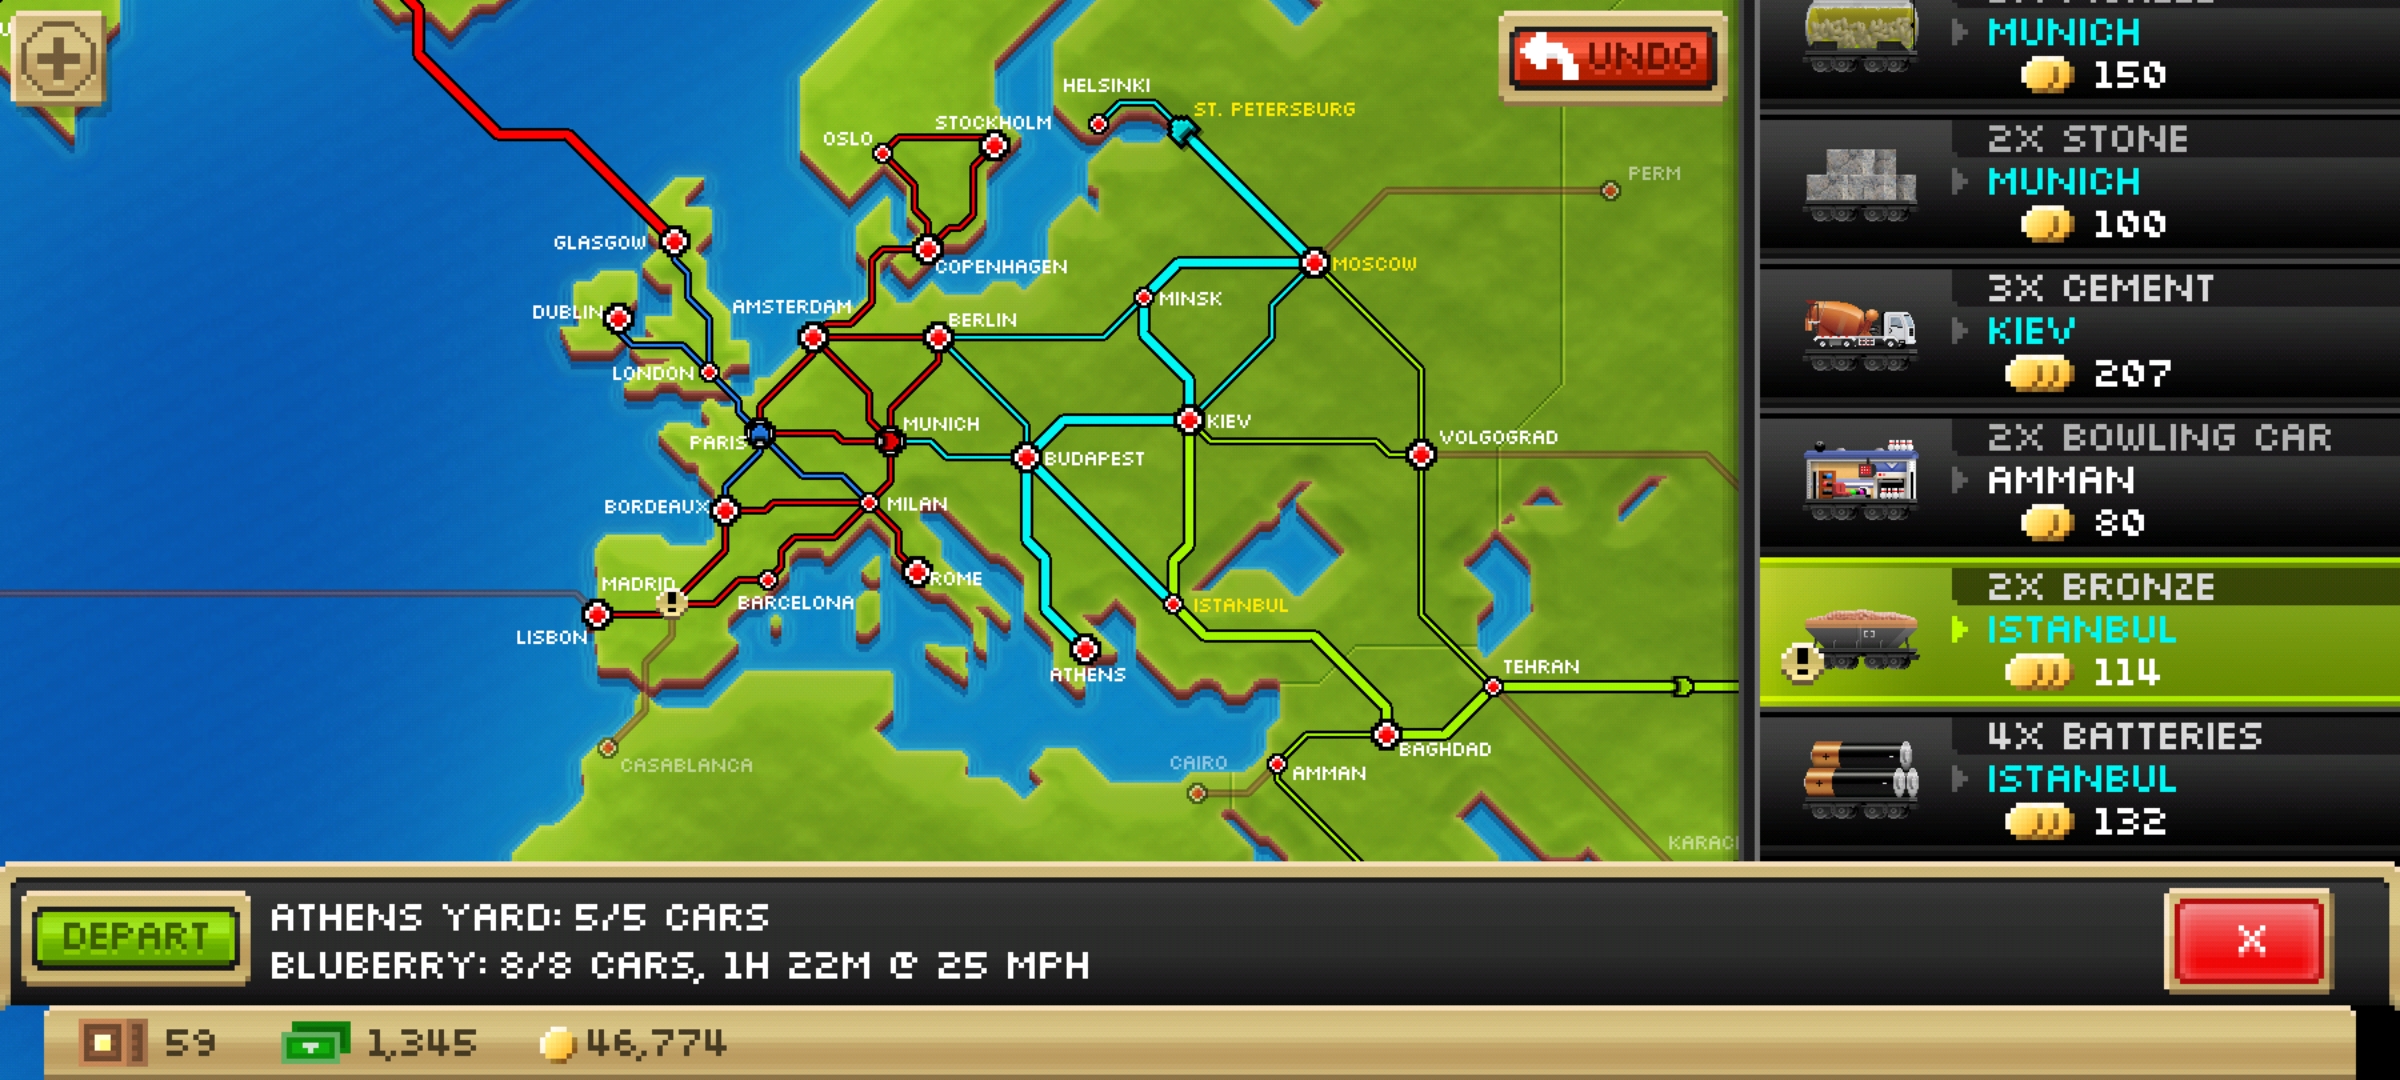 UNDO
HELSINKI
ST. PETERSBURG
STOCKHOLM
OSLO
PERM
GLASGOW
COPENHAGEN
MOSCOW
MINSK
AMSTERDAM
BERLIN
DUBLIN
LONDON
MUNICH
KIEV
PARIS
BUDAPEST
VOLGOGRAD
BORDEAUX
MILAN
MADRID
ROME
BARCELONA
ISTANBUL
LISBON
ATHENS
TEHRAN
CASABLANCA
CAIRO
AMMAN
BAGHDAD
MUNICH
150
2X STONE
MUNICH
100
3X CEMENT
KIEV
207
2X BOWLING CAR
AMMAN
80
2X BRONZE
ISTANBUL
114
4X BATTERIES
ISTANBUL
132
DEPART
ATHENS YARD: 5/5 CARS
BLUBERRY: 8/8 CARS, 1H 22M @ 25 MPH
X
59
1,345
46,774